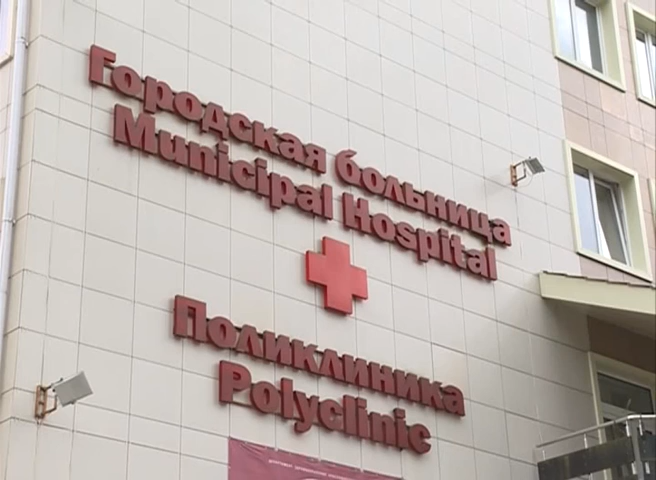 Городская больница
Municipal Hospital
Поликлиника
Polyclinic